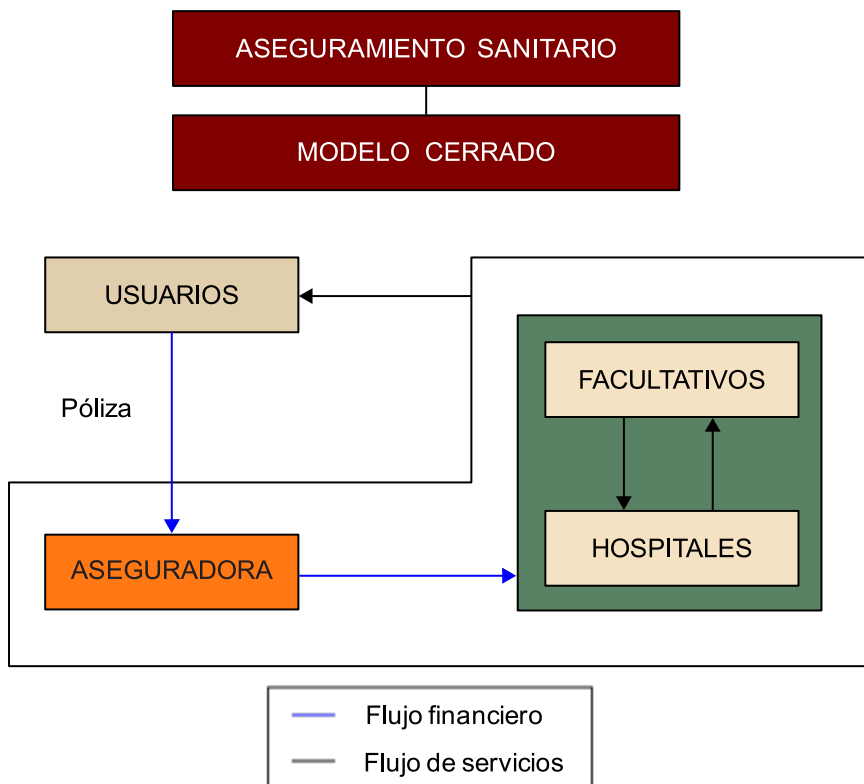 ASEGURAMIENTO SANITARIO
MODELO CERRADO
USUARIOS
FACULTATIVOS
Póliza
HOSPITALES
ASEGURADORA
Flujo financiero
Flujo de servicios